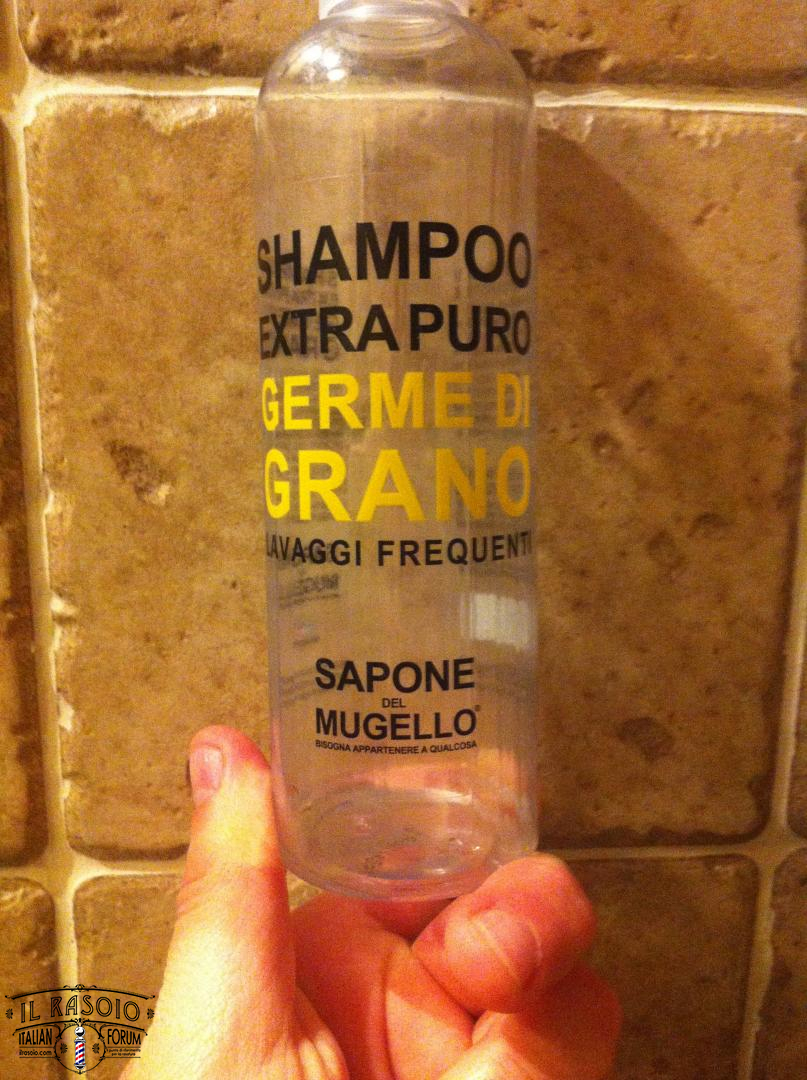 SHAMPOO
EXTRA PURO
GERME DI
GRANO
LAVAGGI FREQUENTI
SAPONE
DEL
MUGELLO®
BISOGNA APPARTENERE A QUALCOSA
IL RASOIO
ITALIAN FORUM
ilrasoio.com